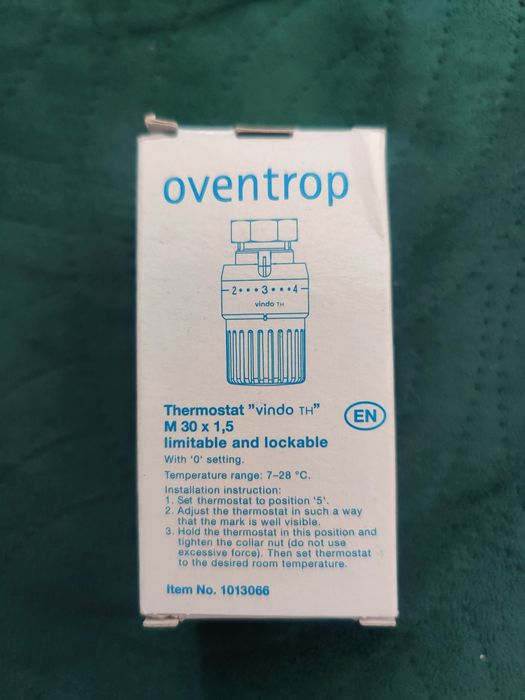 oventrop
2 • • • 3 • • • 4
vindo TH
Thermostat "vindo TH"
M 30 x 1,5
limitable and lockable
EN
With '0' setting.
Temperature range: 7–28 °C.
Installation instruction:
1. Set thermostat to position '5'.
2. Adjust the thermostat in such a way
that the mark is well visible.
3. Hold the thermostat in this position and
tighten the collar nut (do not use
excessive force). Then set thermostat
to the desired room temperature.
Item No. 1013066